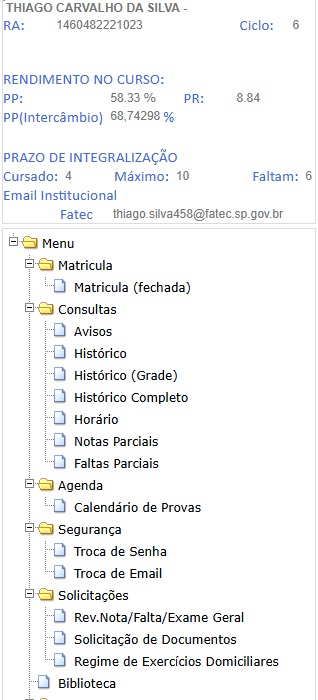 THIAGO CARVALHO DA SILVA -
RA: 1460482221023 Ciclo: 6
RENDIMENTO NO CURSO:
PP: 58.33 % PR: 8.84
PP(Intercâmbio) 68,74298 %
PRAZO DE INTEGRALIZAÇÃO
Cursado: 4 Máximo: 10 Faltam: 6
Email Institucional
Fatec thiago.silva458@fatec.sp.gov.br
Menu
Matricula
Matricula (fechada)
Consultas
Avisos
Histórico
Histórico (Grade)
Histórico Completo
Horário
Notas Parciais
Faltas Parciais
Agenda
Calendário de Provas
Segurança
Troca de Senha
Troca de Email
Solicitações
Rev.Nota/Falta/Exame Geral
Solicitação de Documentos
Regime de Exercícios Domiciliares
Biblioteca